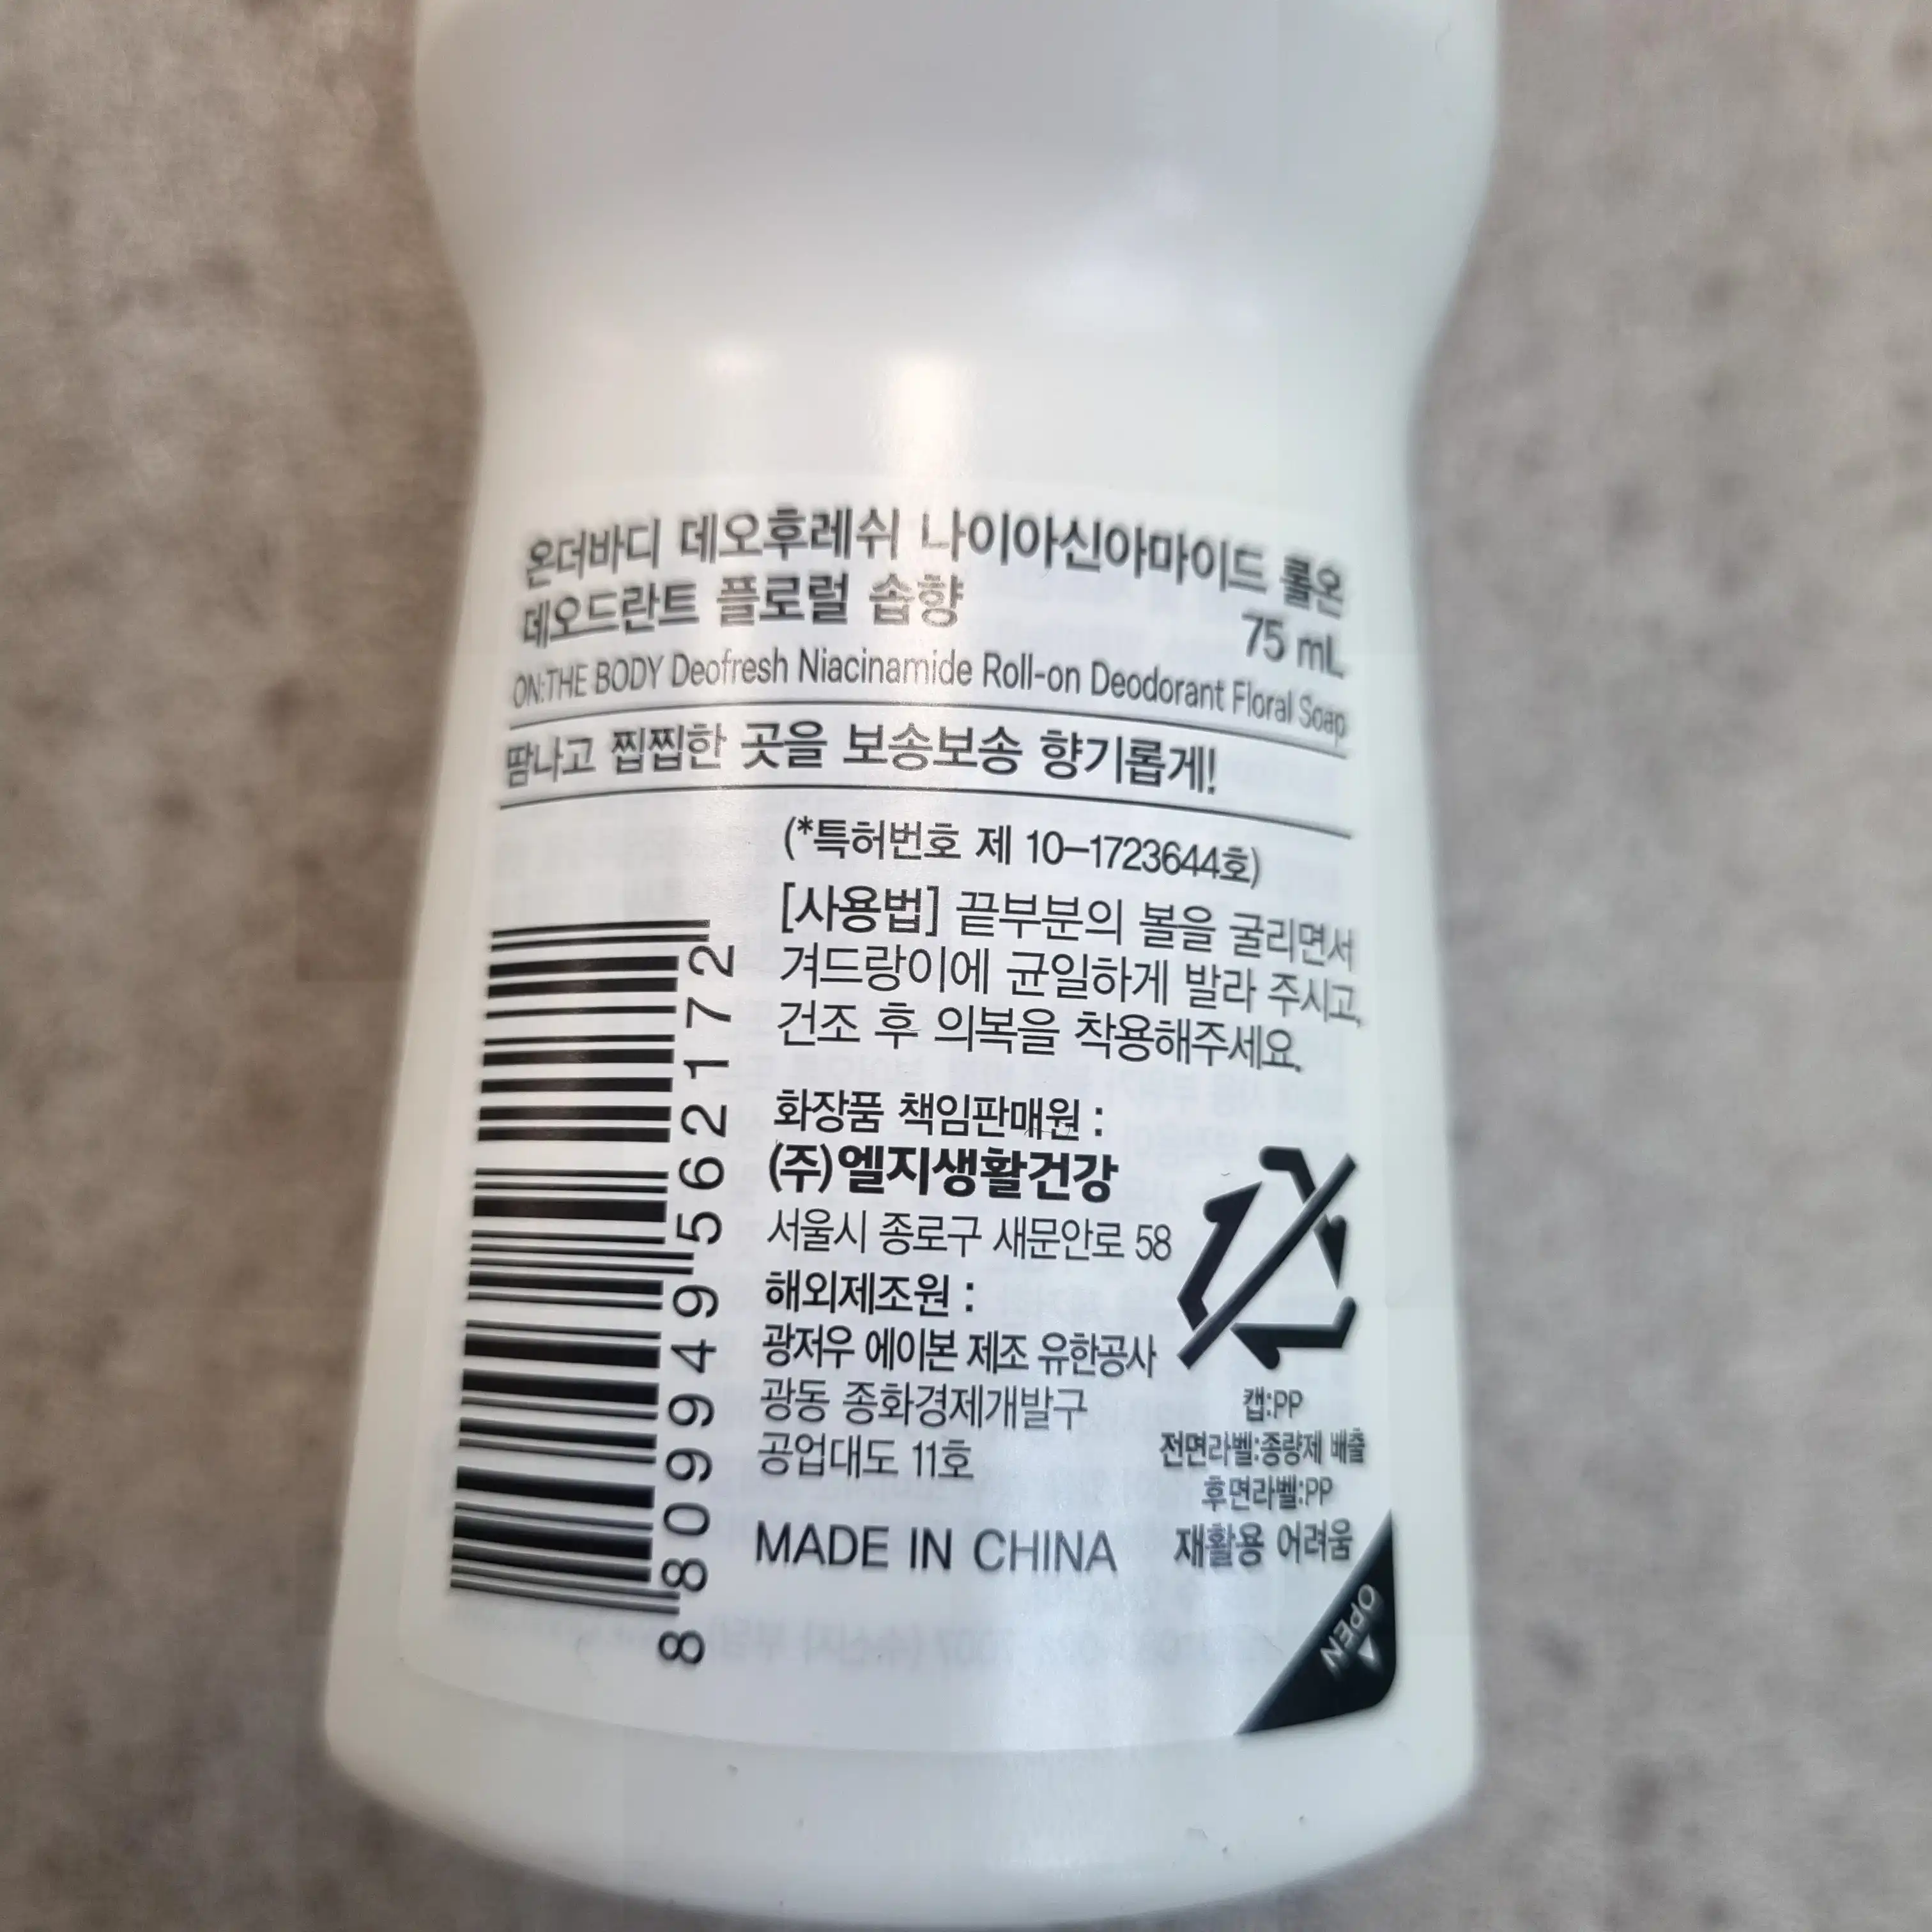 온더바디 데오후레쉬 나이아신아마이드 롤온
데오드란트 플로럴 솝향
75 mL
ON:THE BODY Deofresh Niacinamide Roll-on Deodorant Floral Soap
땀나고 찝찝한 곳을 보송보송 향기롭게!
(*특허번호 제 10-1723644호)
[사용법] 끝부분의 볼을 굴리면서
겨드랑이에 균일하게 발라 주시고,
건조 후 의복을 착용해주세요.
화장품 책임판매원 :
(주)엘지생활건강
서울시 종로구 새문안로 58
해외제조원 :
광저우 에이본 제조 유한공사
광동 종화경제개발구
공업대도 11호
MADE IN CHINA
캡:PP
전면라벨:종량제 배출
후면라벨:PP
재활용 어려움
OPEN
8 809949 562172